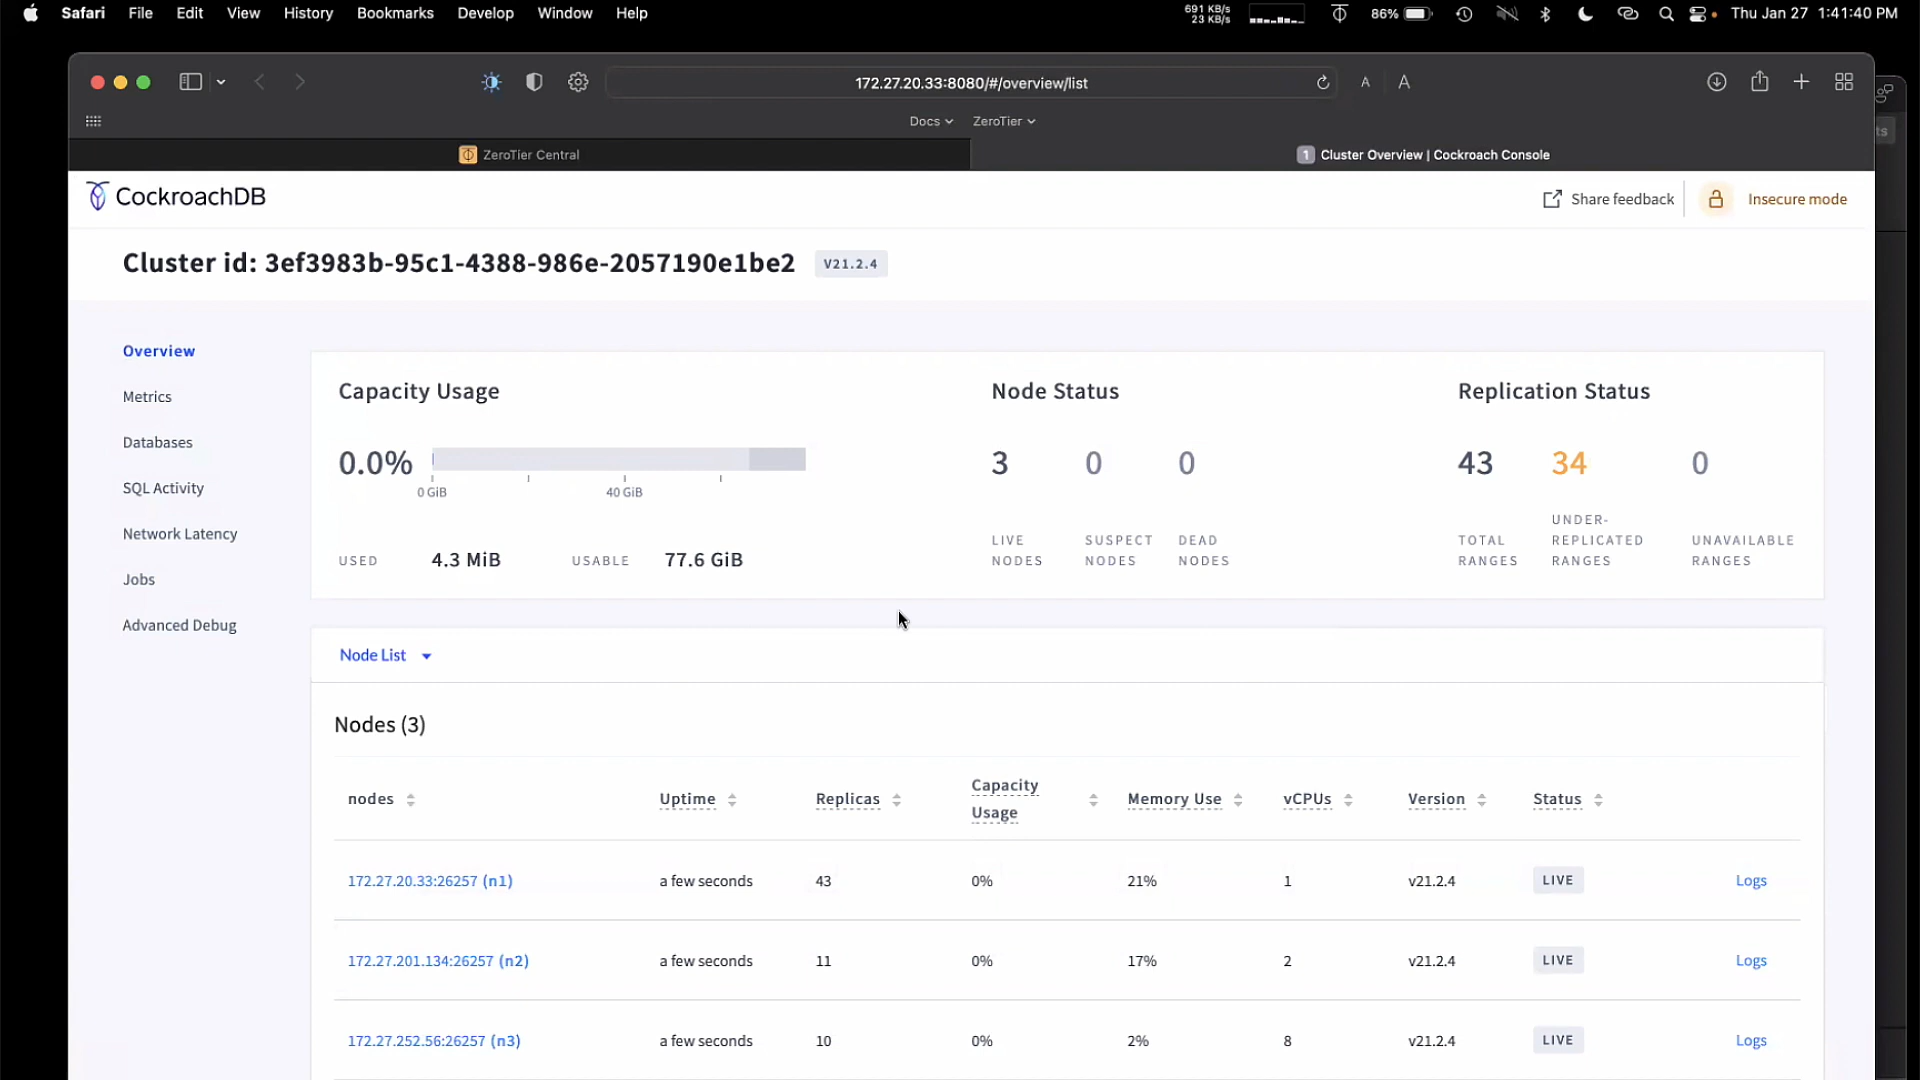 Safari File Edit View History Bookmarks Develop Window Help 691 KB/s 86% Thu Jan 27 1:41:40 PM
23 KB/s
172.27.20.33:8080/#/overview/list A A
Docs ZeroTier
ts
ZeroTier Central 1 Cluster Overview | Cockroach Console
CockroachDB Share feedback Insecure mode
Cluster id: 3ef3983b-95c1-4388-986e-2057190e1be2 V21.2.4
Overview
Metrics
Databases
SQL Activity
Network Latency
Jobs
Advanced Debug
Capacity Usage
0.0%
0 GiB 40 GiB
USED 4.3 MiB USABLE 77.6 GiB
Node Status
3 0 0
LIVE SUSPECT DEAD
NODES NODES NODES
Replication Status
43 34 0
UNDER-
TOTAL REPLICATED UNAVAILABLE
RANGES RANGES RANGES
Node List
Nodes (3)
nodes Uptime Replicas Capacity Usage Memory Use vCPUs Version Status
172.27.20.33:26257 (n1) a few seconds 43 0% 21% 1 v21.2.4 LIVE Logs
172.27.201.134:26257 (n2) a few seconds 11 0% 17% 2 v21.2.4 LIVE Logs
172.27.252.56:26257 (n3) a few seconds 10 0% 2% 8 v21.2.4 LIVE Logs